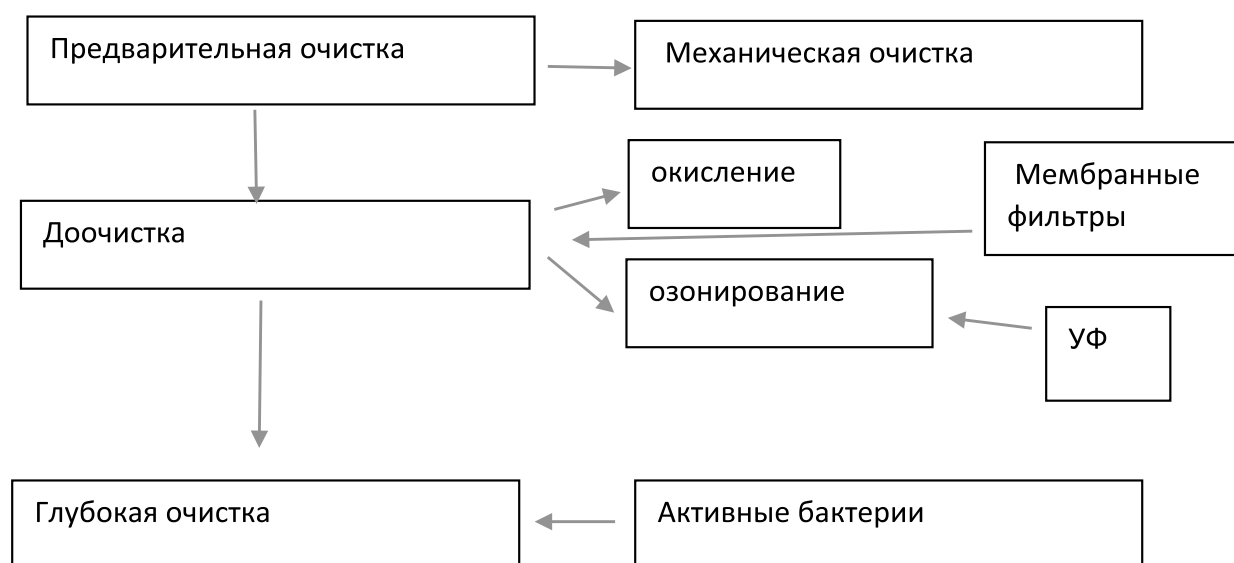 Предварительная очистка
Механическая очистка
окисление
Мембранные
фильтры
Доочистка
озонирование
УФ
Глубокая очистка
Активные бактерии